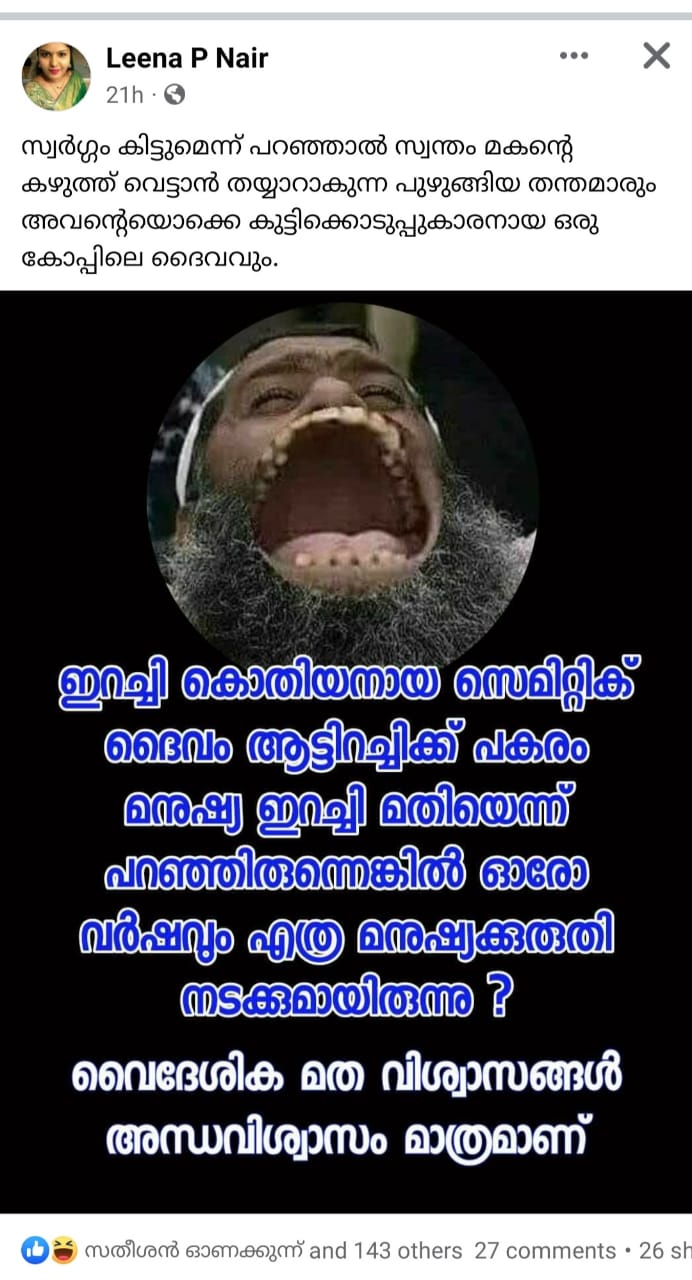 Leena P Nair
21h ·
സ്വർഗ്ഗം കിട്ടുമെന്ന് പറഞ്ഞാൽ സ്വന്തം മകന്റെ
കഴുത്ത് വെട്ടാൻ തയ്യാറാകുന്ന പുഴുങ്ങിയ തന്തമാരും
അവന്റെയൊക്കെ കുട്ടിക്കൊടുപ്പുകാരനായ ഒരു
കോപ്പിലെ ദൈവവും.
ഇറച്ചി കൊതിയനായ സെമിറ്റിക്
ദൈവം ആട്ടിറച്ചിക്ക് പകരം
മനുഷ്യ ഇറച്ചി മതിയെന്ന്
പറഞ്ഞിരുന്നെങ്കിൽ ഓരോ
വർഷവും എത്ര മനുഷ്യക്കുരുതി
നടക്കുമായിരുന്നു ?
വൈദേശിക മത വിശ്വാസങ്ങൾ
അന്ധവിശ്വാസം മാത്രമാണ്
സതീശൻ ഓണക്കുന്ന് and 143 others 27 comments • 26 sh